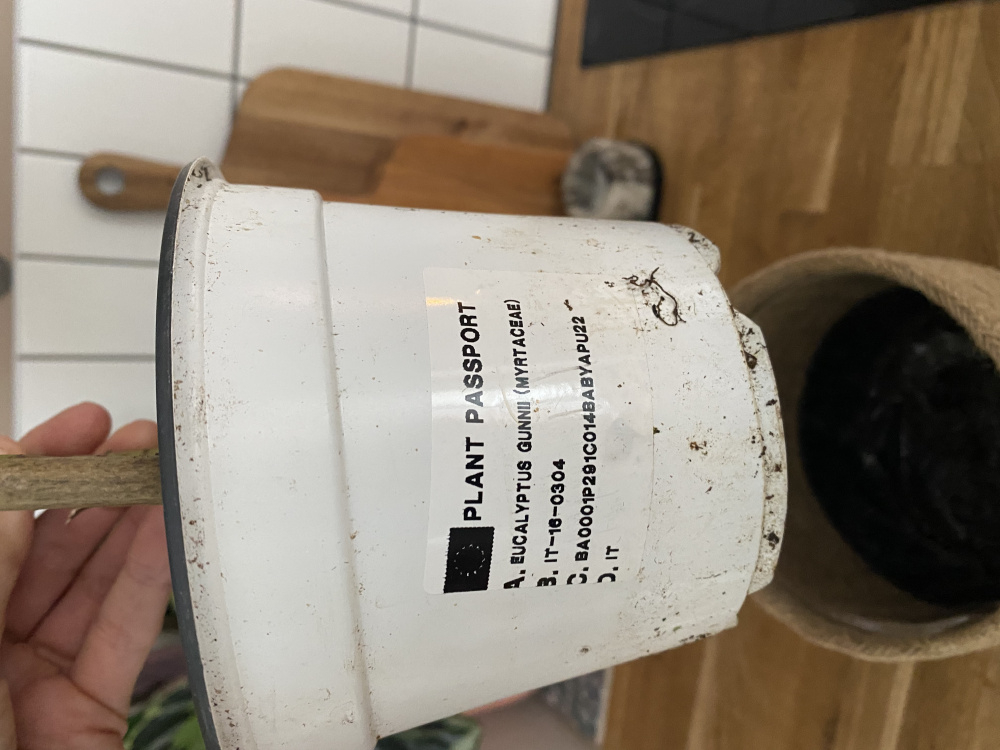 PLANT PASSPORT
A. EUCALYPTUS GUNNII (MYRTACEAE)
B. IT-16-0304
C. BA0001P291C014BABYAPU22
D. IT